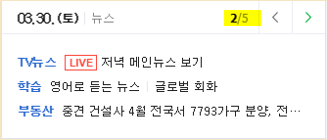 03.30.(토) 뉴스 2/5
TV뉴스 LIVE 저녁 메인뉴스 보기
학습 영어로 듣는 뉴스 글로벌 회화
부동산 중견 건설사 4월 전국서 7793가구 분양, 전…